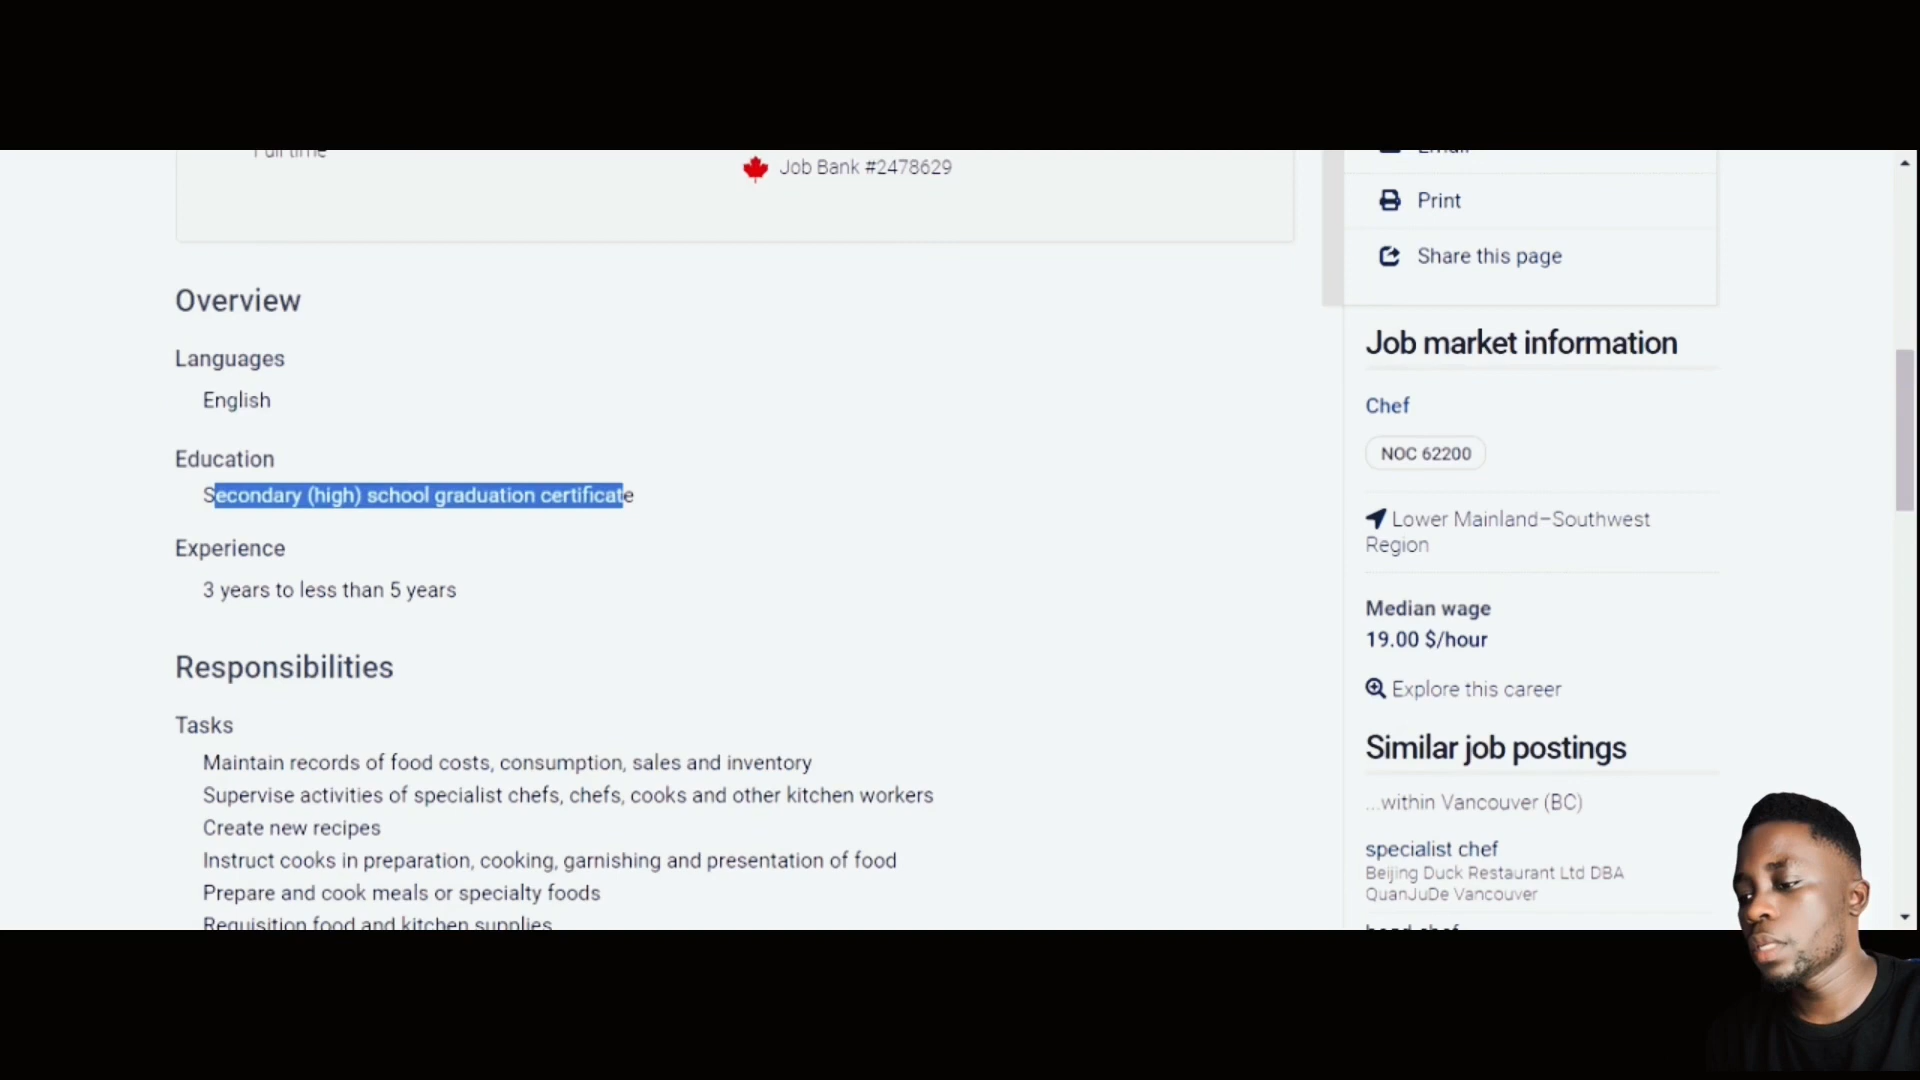 Full time
Job Bank #2478629
Email
Print
Share this page
Overview
Languages
English
Education
Secondary (high) school graduation certificate
Experience
3 years to less than 5 years
Responsibilities
Tasks
Maintain records of food costs, consumption, sales and inventory
Supervise activities of specialist chefs, chefs, cooks and other kitchen workers
Create new recipes
Instruct cooks in preparation, cooking, garnishing and presentation of food
Prepare and cook meals or specialty foods
Requisition food and kitchen supplies
Job market information
Chef
NOC 62200
Lower Mainland–Southwest
Region
Median wage
19.00 $/hour
Explore this career
Similar job postings
...within Vancouver (BC)
specialist chef
Beijing Duck Restaurant Ltd DBA
QuanJuDe Vancouver
head chef